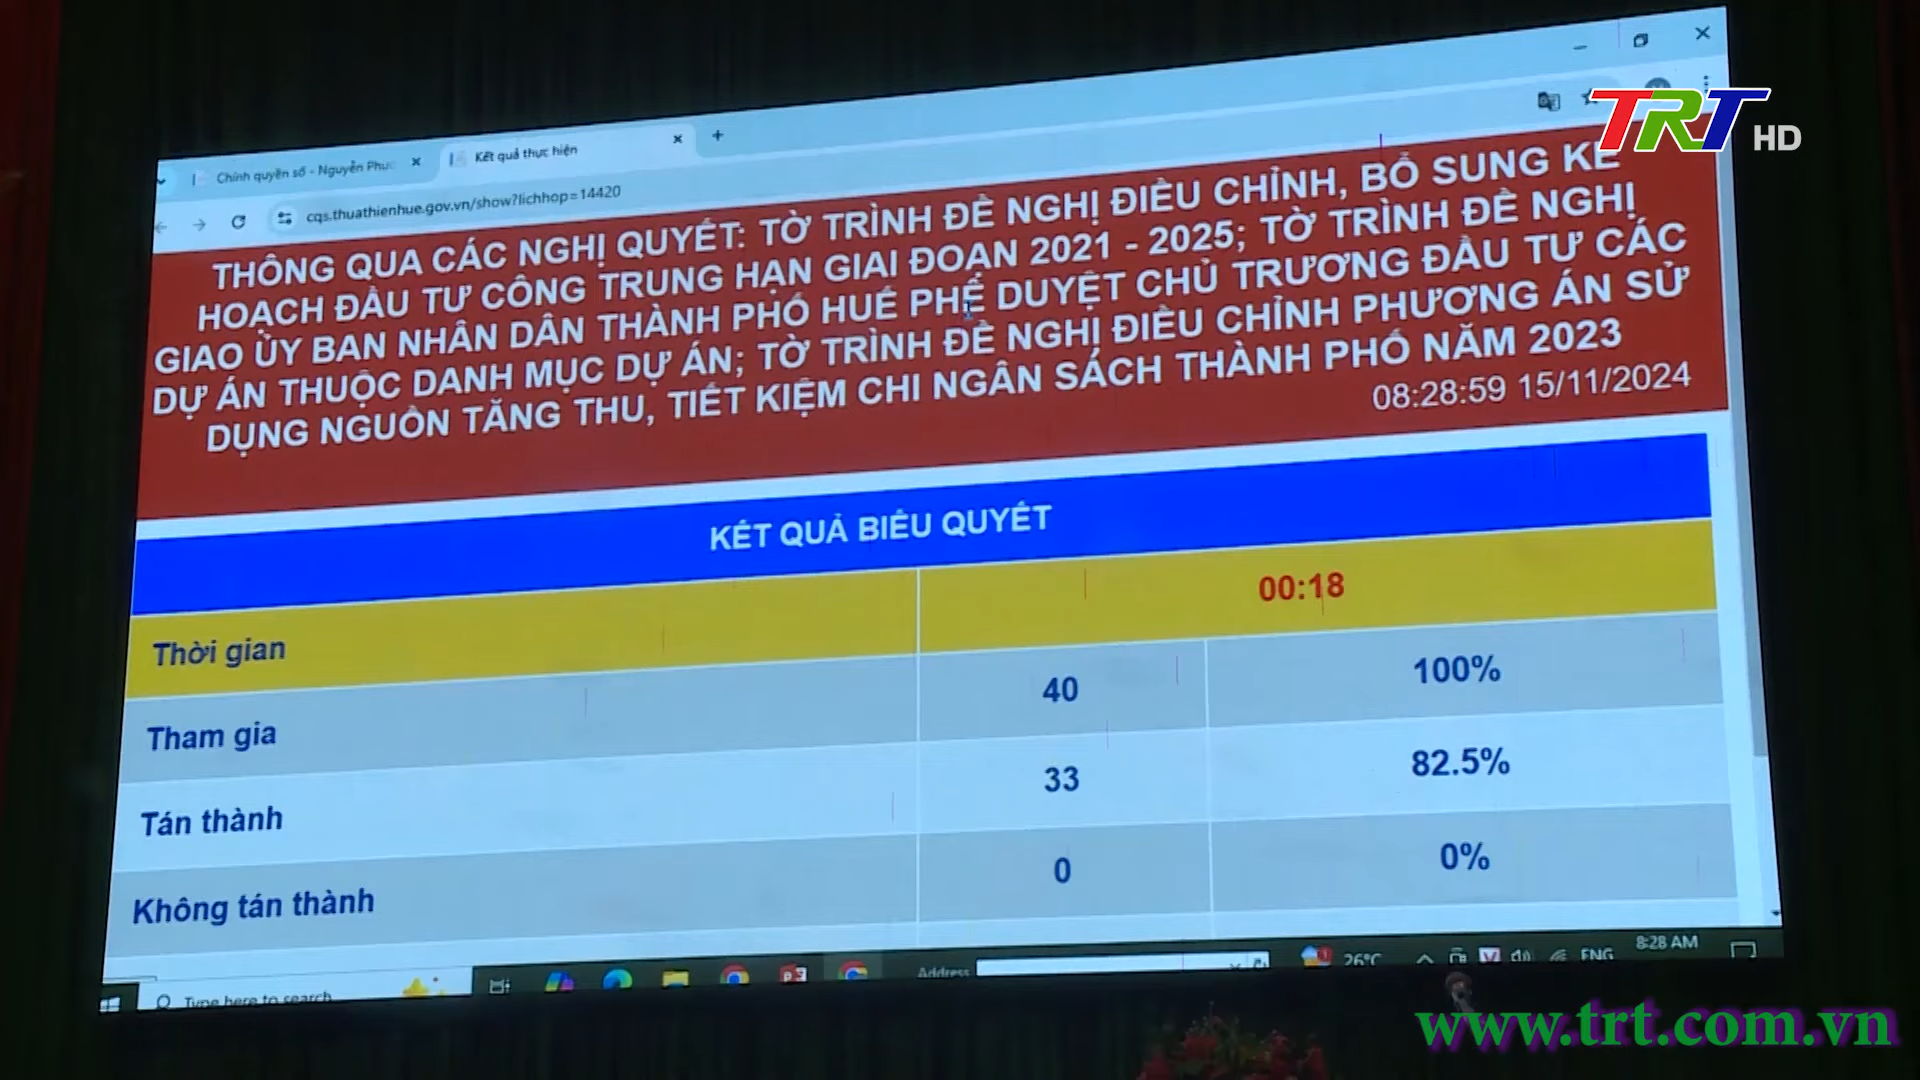 TRT HD
Chính quyền số - Nguyễn Phươ
Kết quả thực hiện
cqs.thuathienhue.gov.vn/show?lichhop=14420
THÔNG QUA CÁC NGHỊ QUYẾT: TỜ TRÌNH ĐỀ NGHỊ ĐIỀU CHỈNH, BỔ SUNG KẾ
HOẠCH ĐẦU TƯ CÔNG TRUNG HẠN GIAI ĐOẠN 2021 - 2025; TỜ TRÌNH ĐỀ NGHỊ
GIAO ỦY BAN NHÂN DÂN THÀNH PHỐ HUẾ PHÊ DUYỆT CHỦ TRƯƠNG ĐẦU TƯ CÁC
DỰ ÁN THUỘC DANH MỤC DỰ ÁN; TỜ TRÌNH ĐỀ NGHỊ ĐIỀU CHỈNH PHƯƠNG ÁN SỬ
DỤNG NGUỒN TĂNG THU, TIẾT KIỆM CHI NGÂN SÁCH THÀNH PHỐ NĂM 2023
08:28:59 15/11/2024
KẾT QUẢ BIỂU QUYẾT
Thời gian 00:18
Tham gia 40 100%
Tán thành 33 82.5%
Không tán thành 0 0%
Type here to search Address 26°C ENG 8:28 AM
www.trt.com.vn